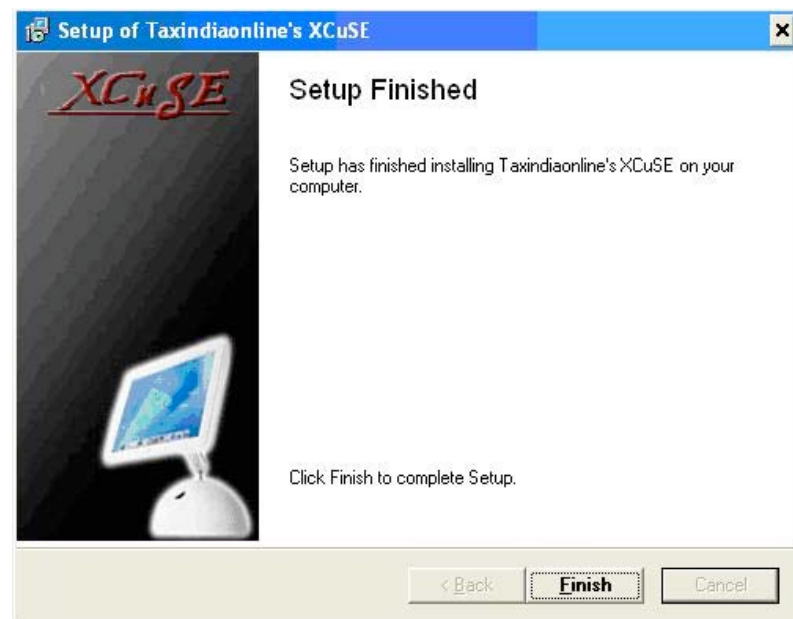 Setup of Taxindiaonline's XCuSE
XCuSE
Setup Finished
Setup has finished installing Taxindiaonline's XCuSE on your
computer.
Click Finish to complete Setup.
< Back
Finish
Cancel